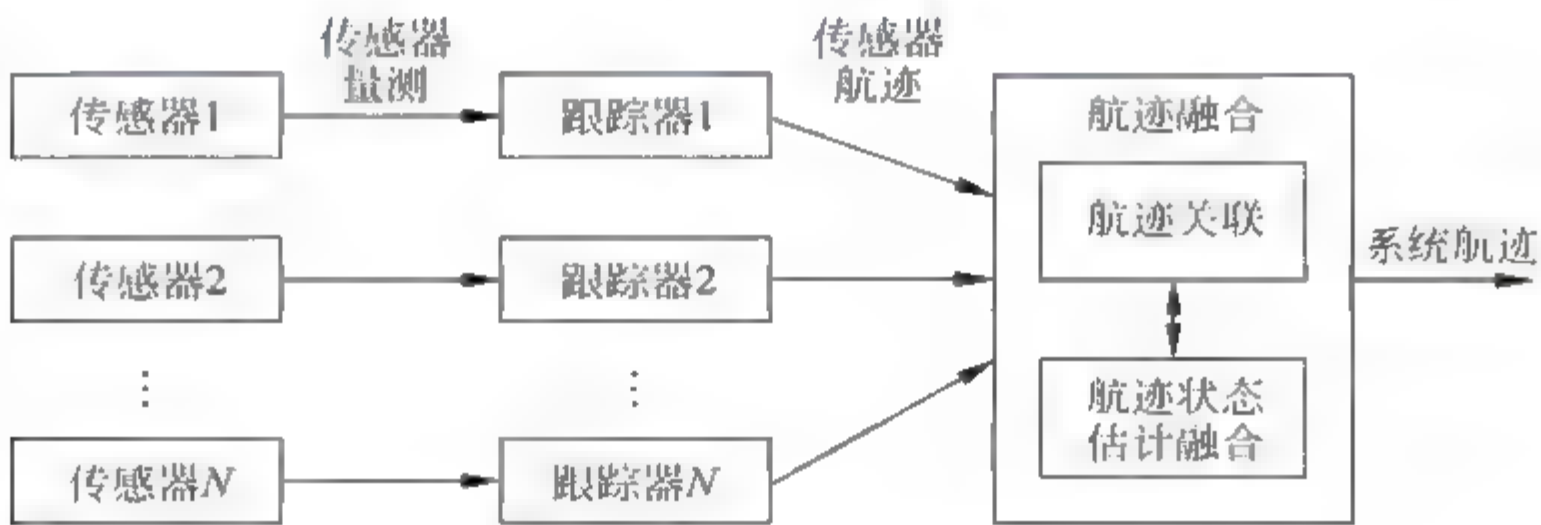 传感器
量测
传感器
航迹
传感器1
跟踪器1
航迹融合
航迹关联
系统航迹
传感器2
跟踪器2
⋮
⋮
航迹状态
估计融合
传感器N
跟踪器N